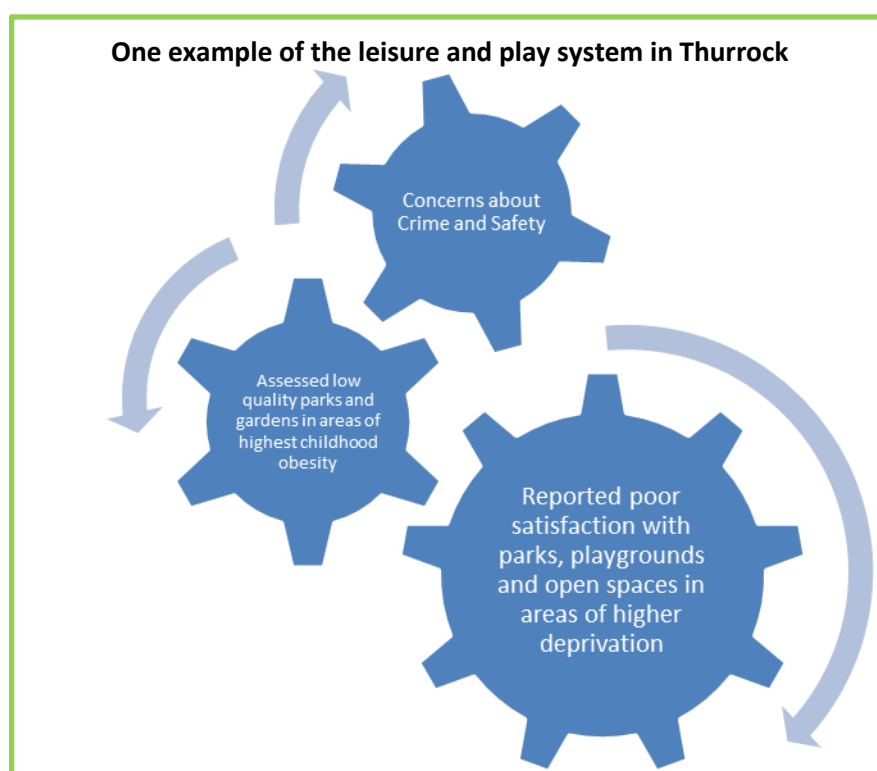 One example of the leisure and play system in Thurrock
Concerns about
Crime and Safety
Assessed low
quality parks and
gardens in areas of
highest childhood
obesity
Reported poor
satisfaction with
parks, playgrounds
and open spaces in
areas of higher
deprivation